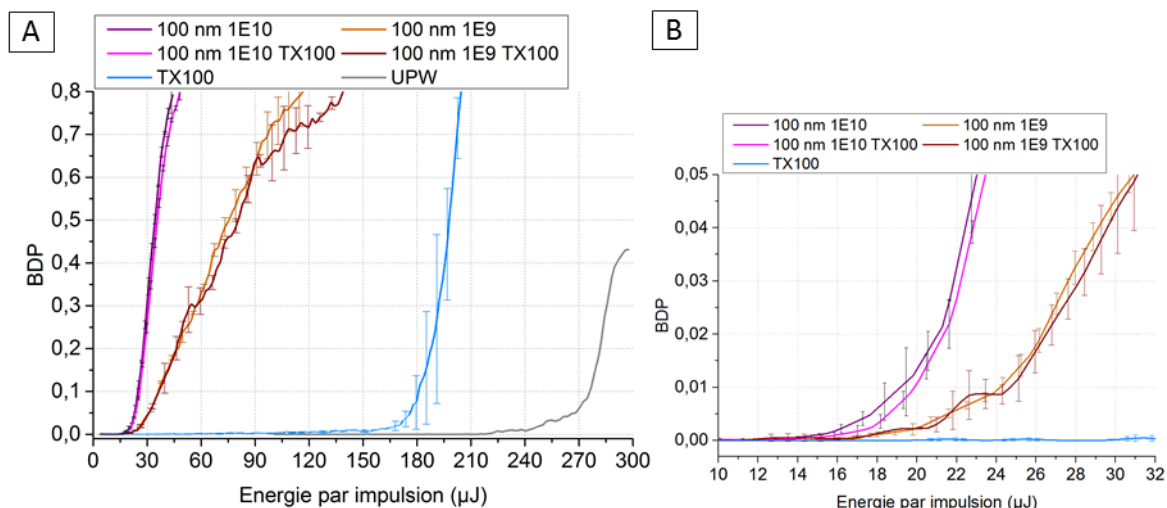 A
100 nm 1E10 100 nm 1E9
100 nm 1E10 TX100 100 nm 1E9 TX100
TX100 UPW
0,8
0,7
0,6
0,5
0,4
0,3
0,2
0,1
0,0
BDP
0 30 60 90 120 150 180 210 240 270 300
Energie par impulsion (µJ)
B
100 nm 1E10 100 nm 1E9
100 nm 1E10 TX100 100 nm 1E9 TX100
TX100
0,05
0,04
0,03
0,02
0,01
0,00
BDP
10 12 14 16 18 20 22 24 26 28 30 32
Energie par impulsion (µJ)